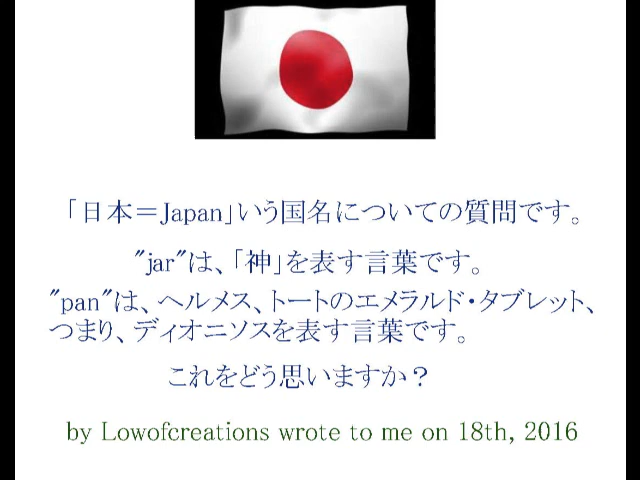 「日本＝Japan」いう国名についての質問です。
"jar"は、「神」を表す言葉です。
"pan"は、ヘルメス、トートのエメラルド・タブレット、
つまり、ディオニソスを表す言葉です。
これをどう思いますか？
by Lowofcreations wrote to me on 18th, 2016